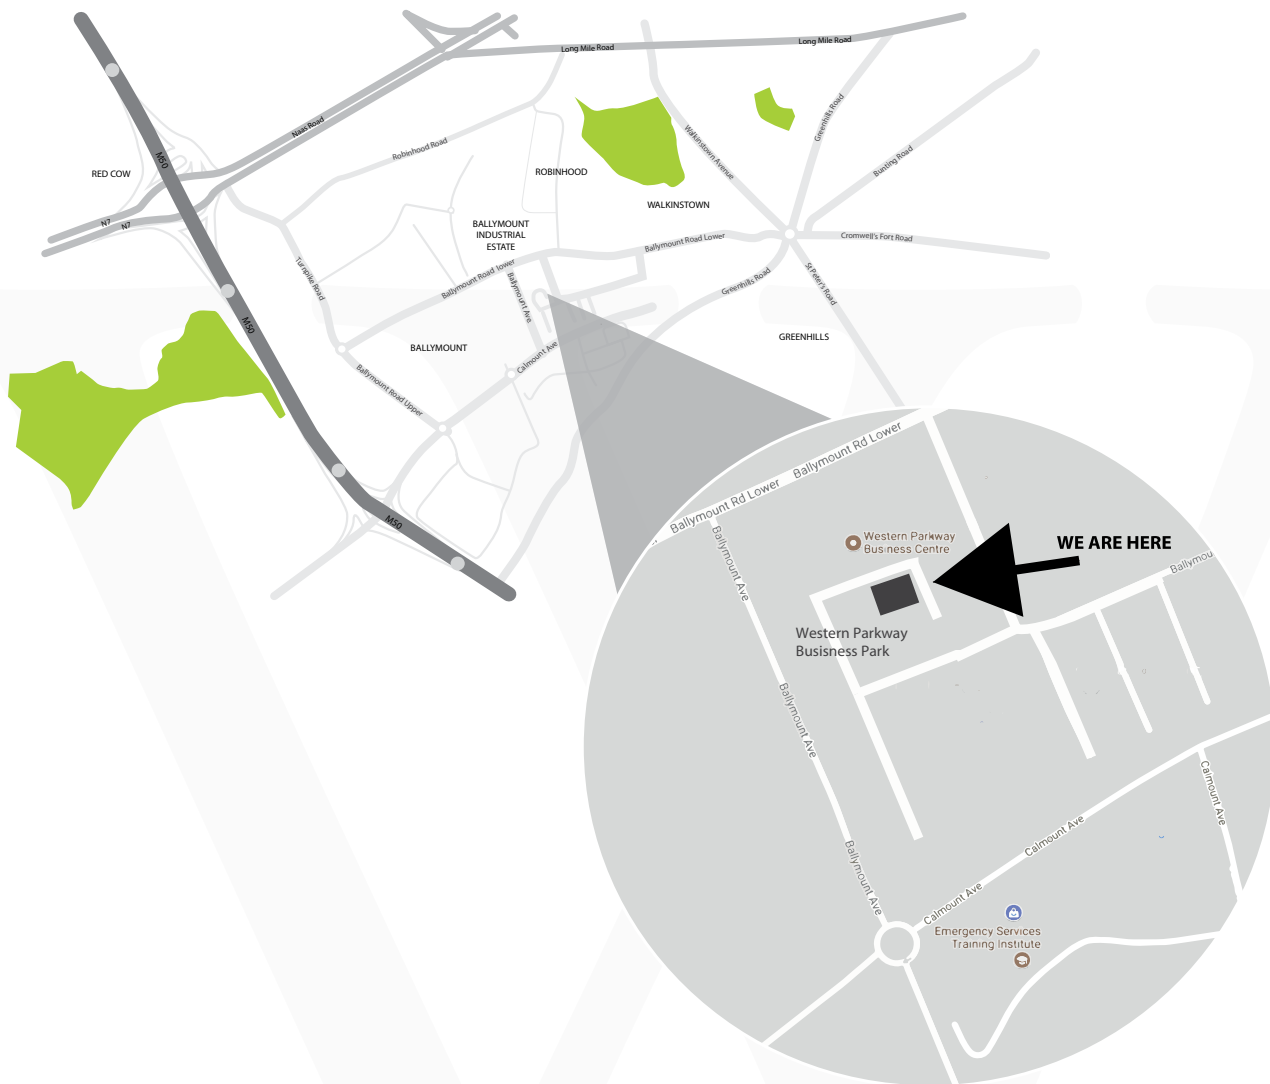 Long Mile Road
Long Mile Road
Naas Road
M50
Robinhood Road
Walkinstown Avenue
Greenhills Road
Bunting Road
RED COW
ROBINHOOD
WALKINSTOWN
N7
N7
BALLYMOUNT
INDUSTRIAL
ESTATE
Ballymount Road Lower
Cromwell's Fort Road
Turnpike Road
Ballymount Road lower
Ballymount Ave
Greenhills Road
St Peter's Road
M50
BALLYMOUNT
GREENHILLS
Calmount Ave
Ballymount Road Upper
M50
Ballymount Rd Lower
Ballymount Rd Lower
Ballymount Ave
Western Parkway
Business Centre
WE ARE HERE
Ballymou
Western Parkway
Busisness Park
Ballymount Ave
Calmount Ave
Calmount Ave
Ballymount Ave
Calmount Ave
Emergency Services
Training Institute